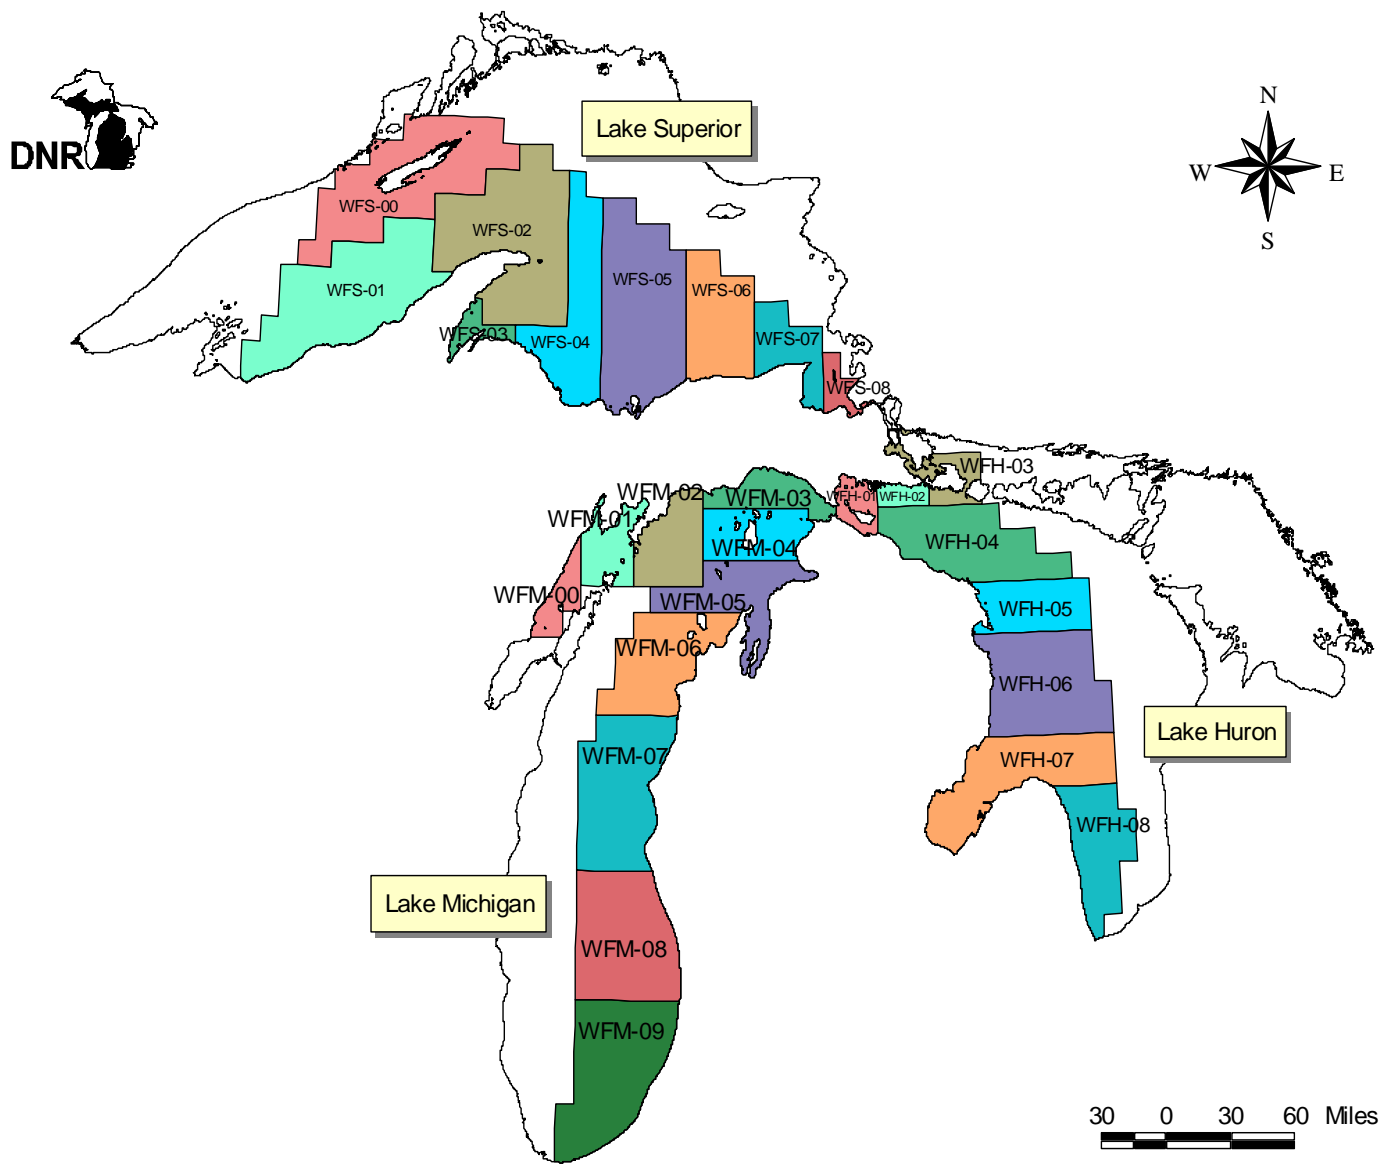 N
Lake Superior
DNR
W
E
WFS-00
WFS-02
S
WFS-05
WFS-01
WFS-06
WFS-03
WFS-04
WFS-07
WFS-08
WFH-03
WFM-02
WFM-03
WFH-01
WFH-02
WFM-01
WFH-04
WFM-04
WFM-00
WFM-05
WFH-05
WFM-06
WFH-06
Lake Huron
WFM-07
WFH-07
WFH-08
Lake Michigan
WFM-08
WFM-09
30 0 30 60 Miles